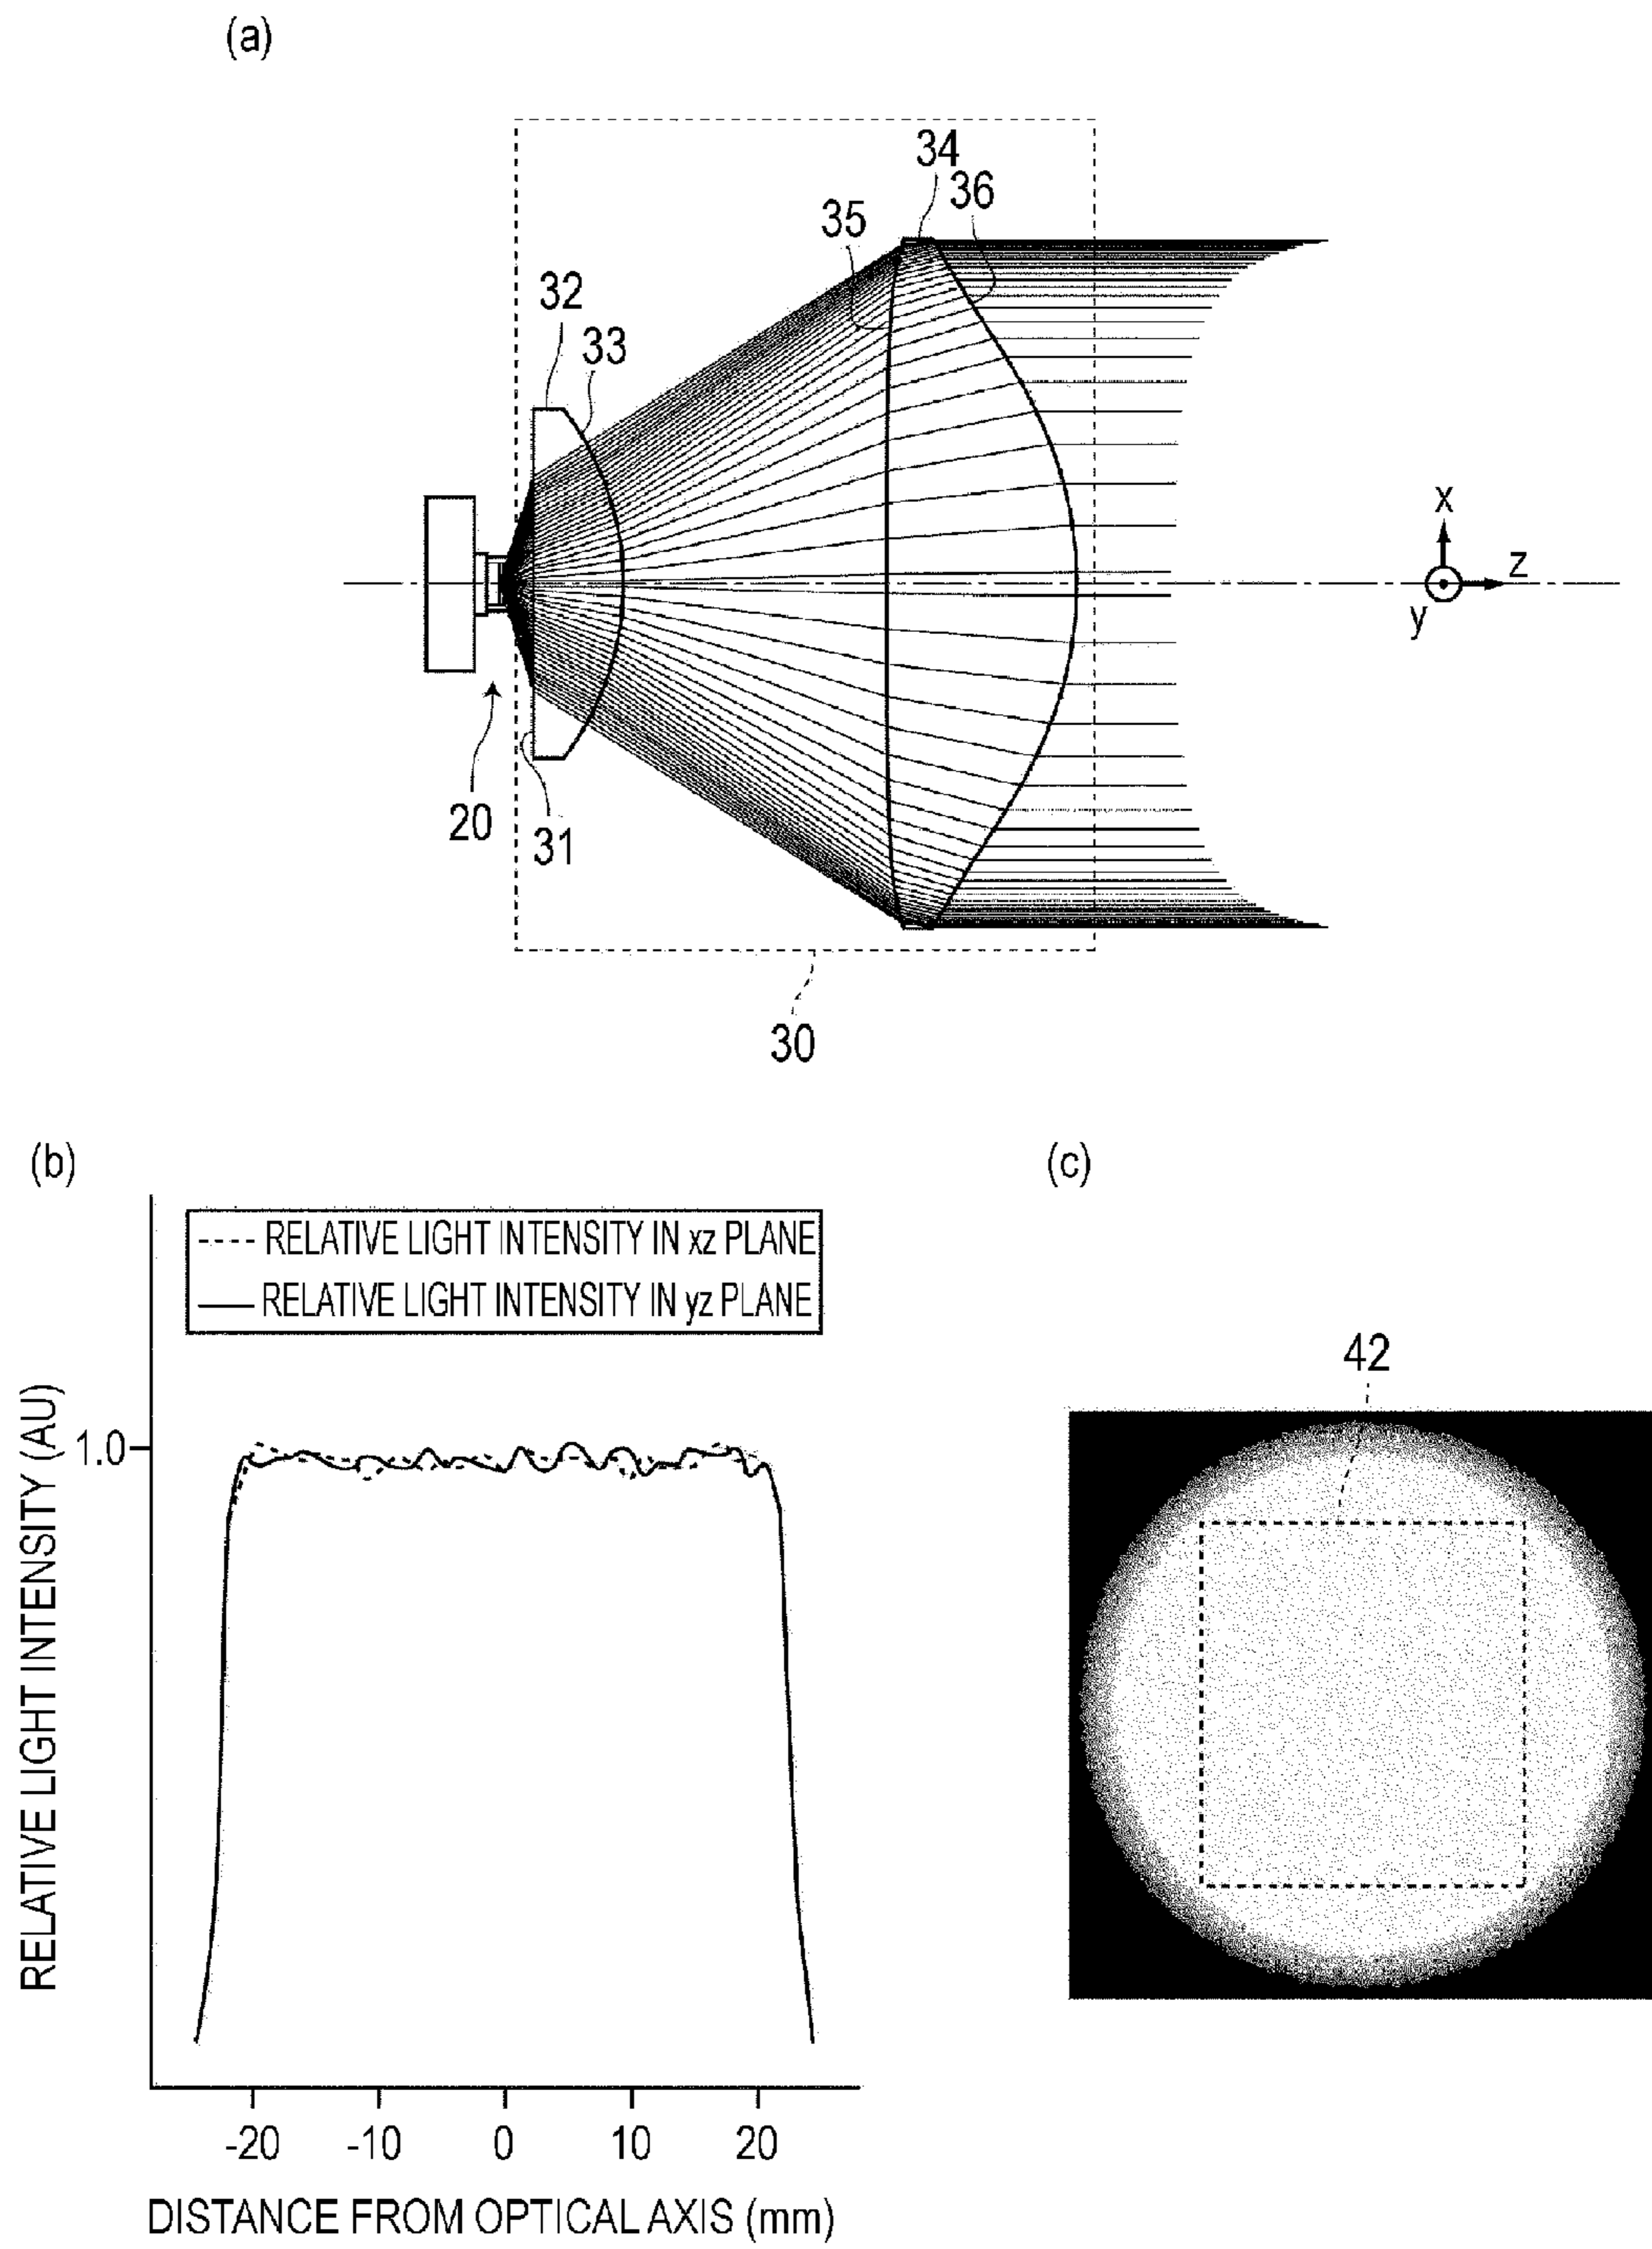 (a)
34
36
35
32
33
x
z
y
20
31
30
(b)
(c)
RELATIVE LIGHT INTENSITY IN xz PLANE
RELATIVE LIGHT INTENSITY IN yz PLANE
42
RELATIVE LIGHT INTENSITY (AU)
1.0
-20 -10 0 10 20
DISTANCE FROM OPTICAL AXIS (mm)